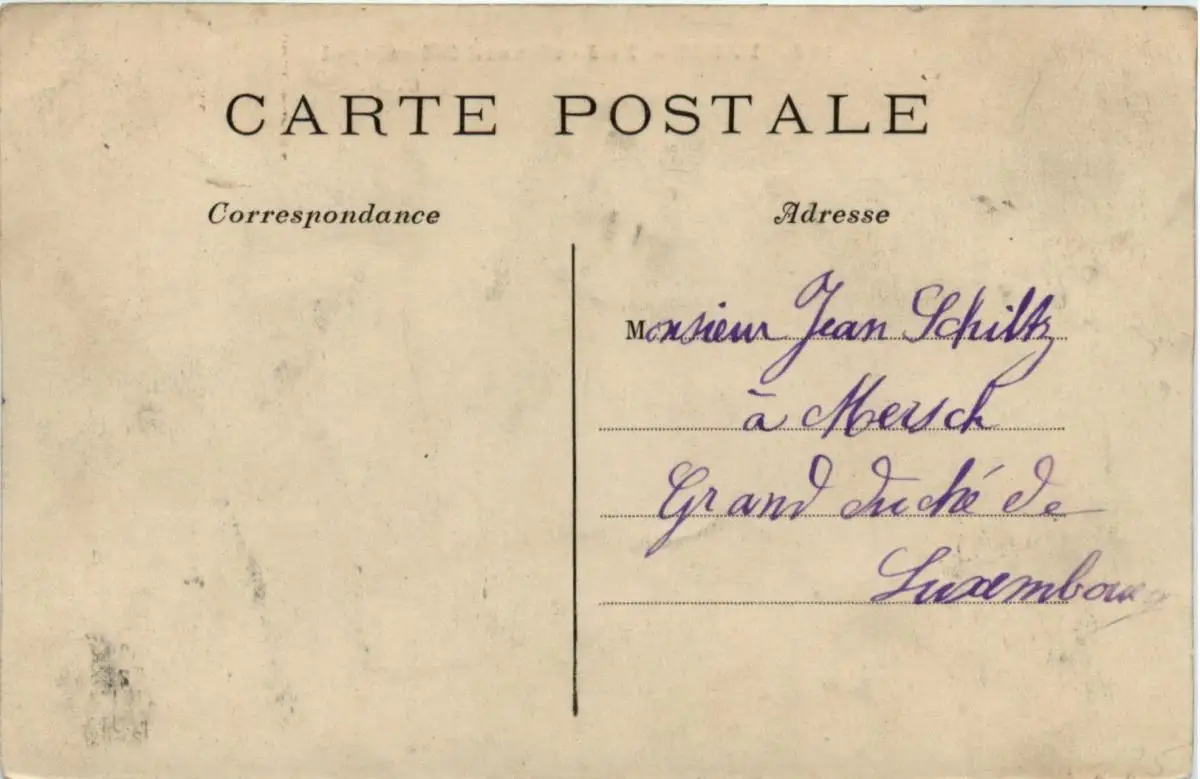 CARTE POSTALE
Correspondance
Adresse
Monsieur Jean Schiltz
à Mersch
Grand duché de
Luxembourg